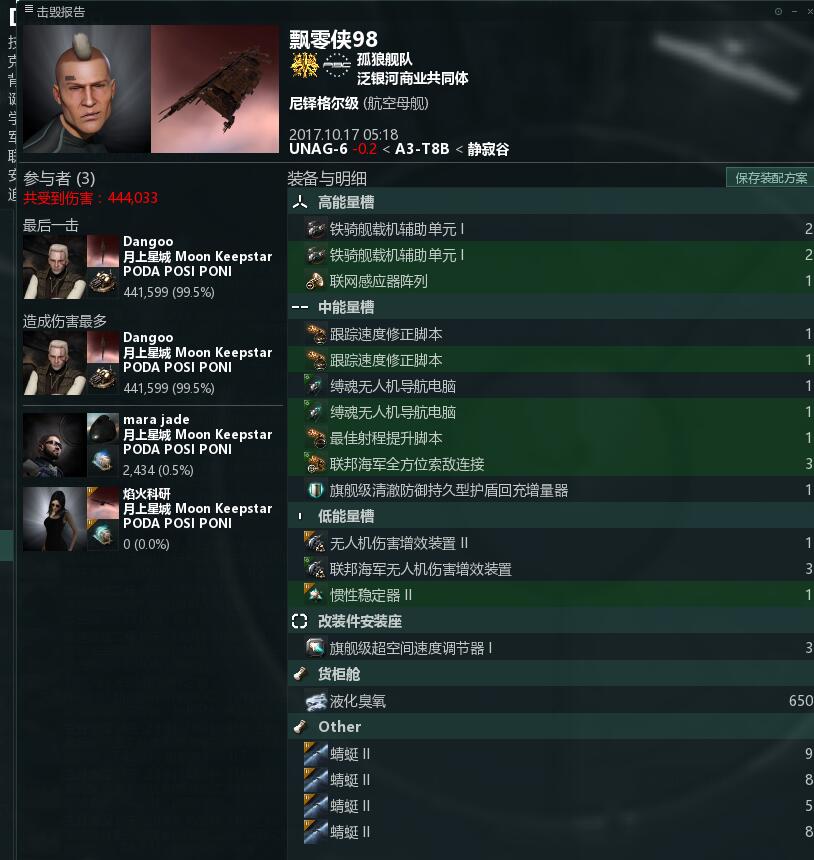 击毁报告
飘零侠98
孤狼舰队
泛银河商业共同体
尼铎格尔级 (航空母舰)
2017.10.17 05:18
UNAG-6 -0.2 < A3-T8B < 静寂谷
参与者 (3)
共受到伤害：444,033
最后一击
Dangoo
月上星城 Moon Keepstar
PODA POSI PONI
441,599 (99.5%)
造成伤害最多
Dangoo
月上星城 Moon Keepstar
PODA POSI PONI
441,599 (99.5%)
mara jade
月上星城 Moon Keepstar
PODA POSI PONI
2,434 (0.5%)
焰火科研
月上星城 Moon Keepstar
PODA POSI PONI
0 (0.0%)
装备与明细
保存装配方案
高能量槽
铁骑舰载机辅助单元 I 2
铁骑舰载机辅助单元 I 2
联网感应器阵列 1
中能量槽
跟踪速度修正脚本 1
跟踪速度修正脚本 1
缚魂无人机导航电脑 1
缚魂无人机导航电脑 1
最佳射程提升脚本 1
联邦海军全方位索敌连接 3
旗舰级清澈防御持久型护盾回充增量器 1
低能量槽
无人机伤害增效装置 II 1
联邦海军无人机伤害增效装置 3
惯性稳定器 II 1
改装件安装座
旗舰级超空间速度调节器 I 3
货柜舱
液化臭氧 650
Other
蜻蜓 II 9
蜻蜓 II 8
蜻蜓 II 5
蜻蜓 II 8